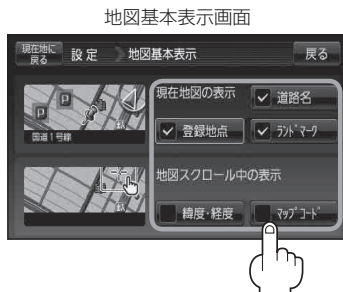 地図基本表示画面
現在地に
戻る
設定
地図基本表示
戻る
現在地図の表示
✔ 道路名
✔ 登録地点
✔ ﾗﾝﾄﾞﾏｰｸ
P
P
国道1号線
地図スクロール中の表示
緯度・経度
ﾏｯﾌﾟｺｰﾄﾞ